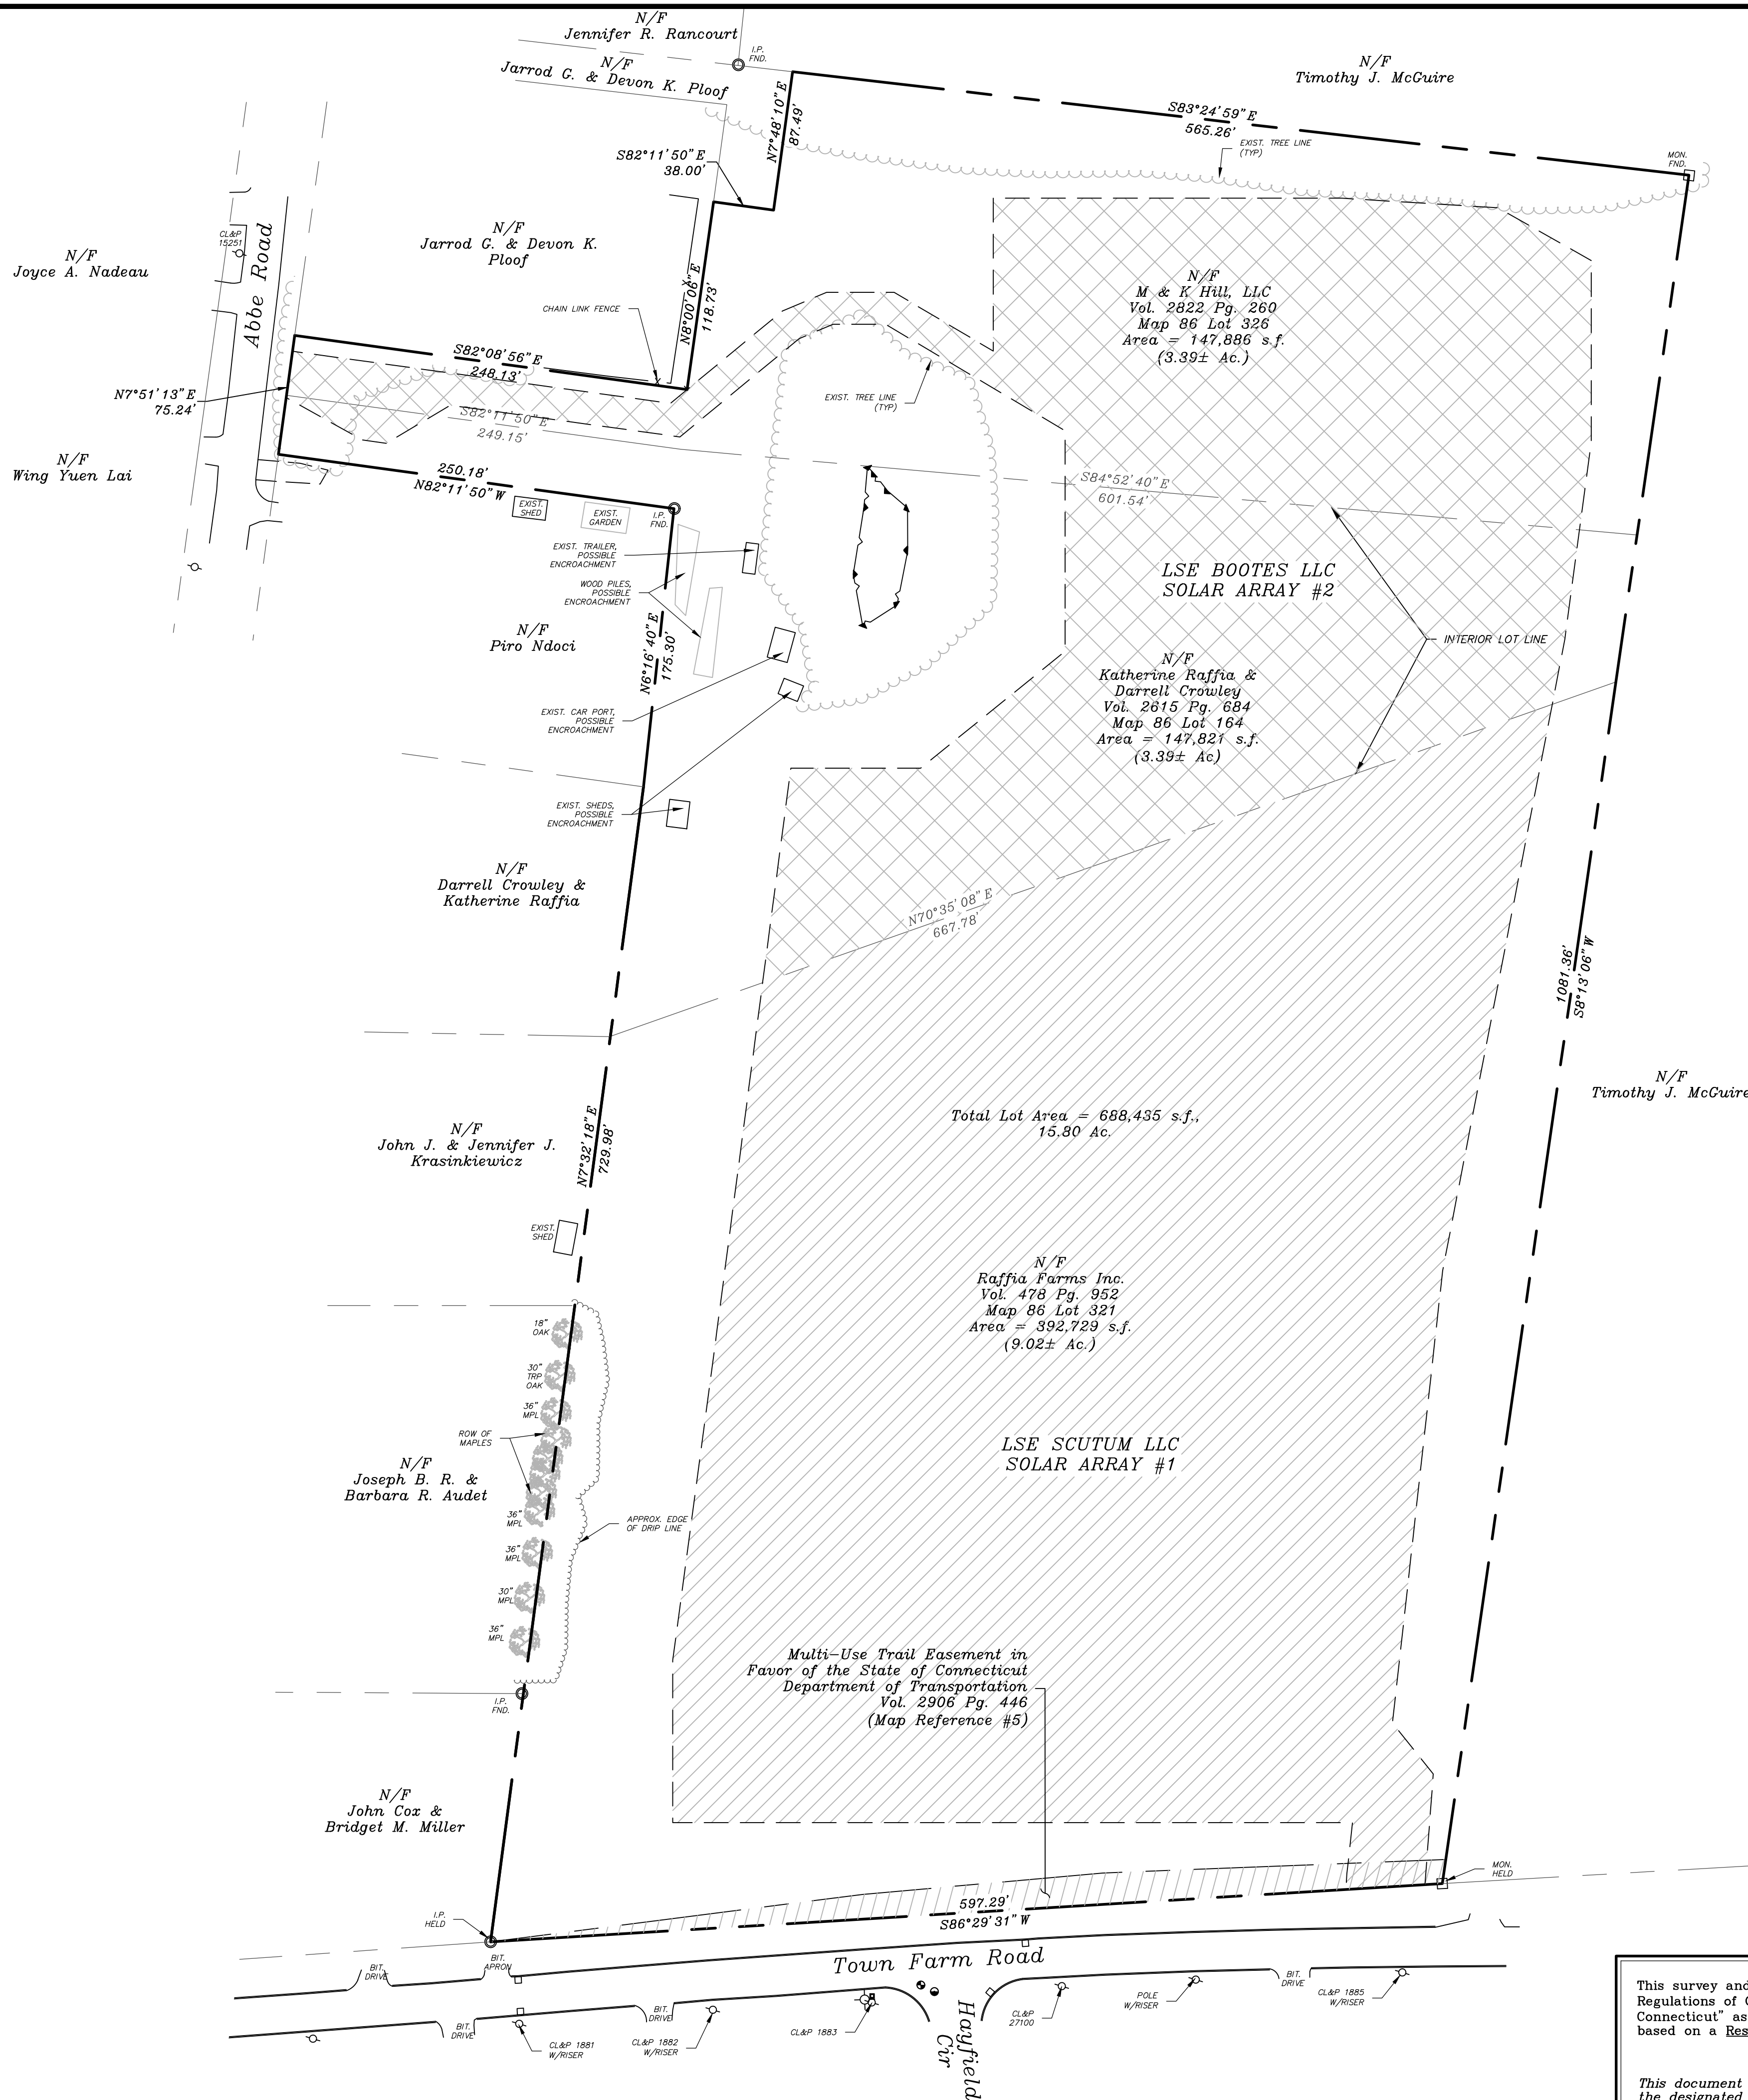 N/F
Jennifer R. Rancourt
I.P.
FND.
N/F
Jarrod G. & Devon K. Ploof
N/F
Timothy J. McGuire
N7°48'10" E
87.49'
S83°24'59" E
565.26'
EXIST. TREE LINE
(TYP)
MON.
FND.
S82°11'50" E
38.00'
N/F
Jarrod G. & Devon K.
Ploof
CL&P
15251
Abbe Road
N/F
Joyce A. Nadeau
N8°00'06" E
118.73'
X
CHAIN LINK FENCE
X
N/F
M & K Hill, LLC
Vol. 2822 Pg. 260
Map 86 Lot 326
Area = 147,886 s.f.
(3.39± Ac.)
S82°08'56" E
248.13'
N7°51'13" E
75.24'
EXIST. TREE LINE
(TYP)
S82°11'50" E
249.15'
N/F
Wing Yuen Lai
250.18'
N82°11'50" W
S84°52'40" E
601.54'
EXIST.
SHED
EXIST.
GARDEN
I.P.
FND.
EXIST. TRAILER,
POSSIBLE
ENCROACHMENT
WOOD PILES,
POSSIBLE
ENCROACHMENT
LSE BOOTES LLC
SOLAR ARRAY #2
N/F
Piro Ndoci
N6°16'40" E
175.30'
INTERIOR LOT LINE
N/F
Katherine Raffia &
Darrell Crowley
Vol. 2615 Pg. 684
Map 86 Lot 164
Area = 147,821 s.f.
(3.39± Ac)
EXIST. CAR PORT,
POSSIBLE
ENCROACHMENT
EXIST. SHEDS,
POSSIBLE
ENCROACHMENT
N/F
Darrell Crowley &
Katherine Raffia
N70°35'08" E
667.78'
1081.36'
S8°13'06" W
N/F
Timothy J. McGuire
Total Lot Area = 688,435 s.f.,
15.80 Ac.
N/F
John J. & Jennifer J.
Krasinkiewicz
N7°32'18" E
729.98'
EXIST.
SHED
N/F
Raffia Farms Inc.
Vol. 478 Pg. 952
Map 86 Lot 321
Area = 392,729 s.f.
(9.02± Ac.)
18"
OAK
30"
TRP
OAK
36"
MPL
ROW OF
MAPLES
LSE SCUTUM LLC
SOLAR ARRAY #1
N/F
Joseph B. R. &
Barbara R. Audet
36"
MPL
APPROX. EDGE
OF DRIP LINE
36"
MPL
30"
MPL
36"
MPL
Multi-Use Trail Easement in
Favor of the State of Connecticut
Department of Transportation
Vol. 2906 Pg. 446
(Map Reference #5)
I.P.
FND.
N/F
John Cox &
Bridget M. Miller
MON.
HELD
I.P.
HELD
597.29'
S86°29'31" W
Town Farm Road
BIT.
DRIVE
BIT.
APRON
BIT.
DRIVE
BIT.
DRIVE
BIT.
DRIVE
CL&P 1881
W/RISER
CL&P 1882
W/RISER
CL&P 1883
Hayfield
Cir
CL&P
27100
POLE
W/RISER
CL&P 1885
W/RISER
This survey and
Regulations of
Connecticut" as
based on a Res
This document
the designated